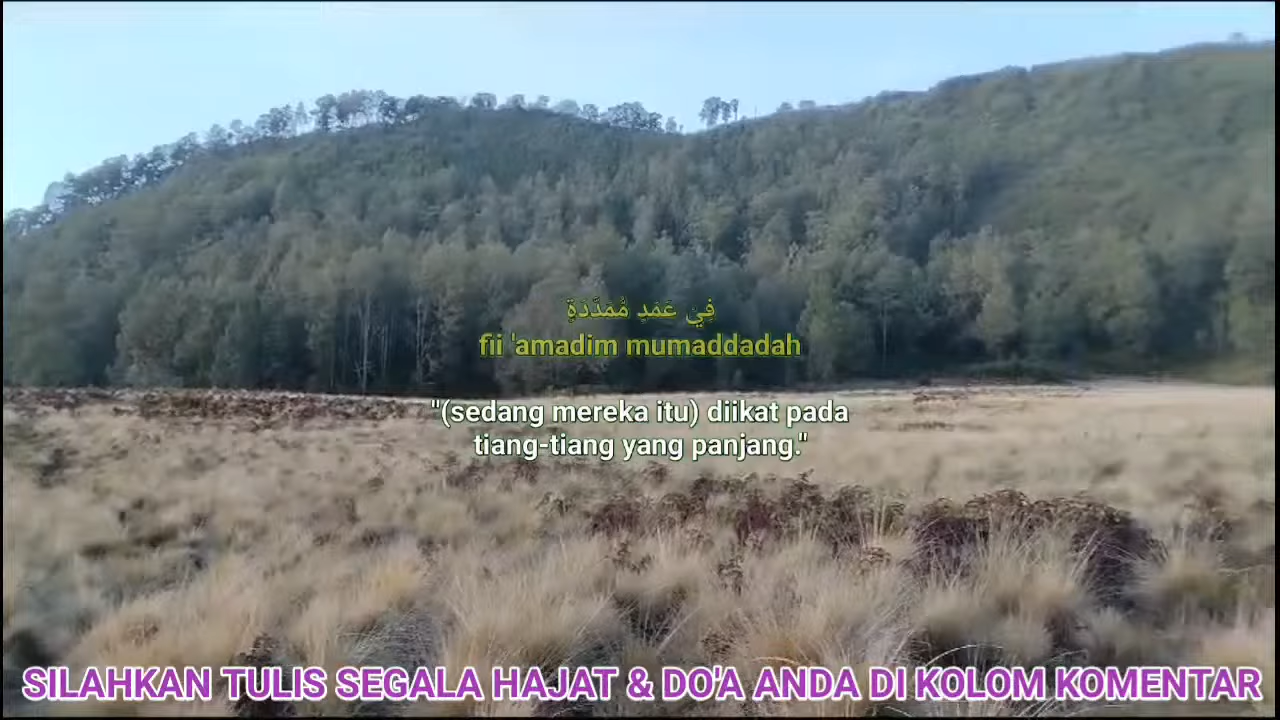 فِيْ عَمَدٍ مُّمَدَّدَةٍ
fii 'amadim mumaddadah
"(sedang mereka itu) diikat pada
tiang-tiang yang panjang."
SILAHKAN TULIS SEGALA HAJAT & DO'A ANDA DI KOLOM KOMENTAR